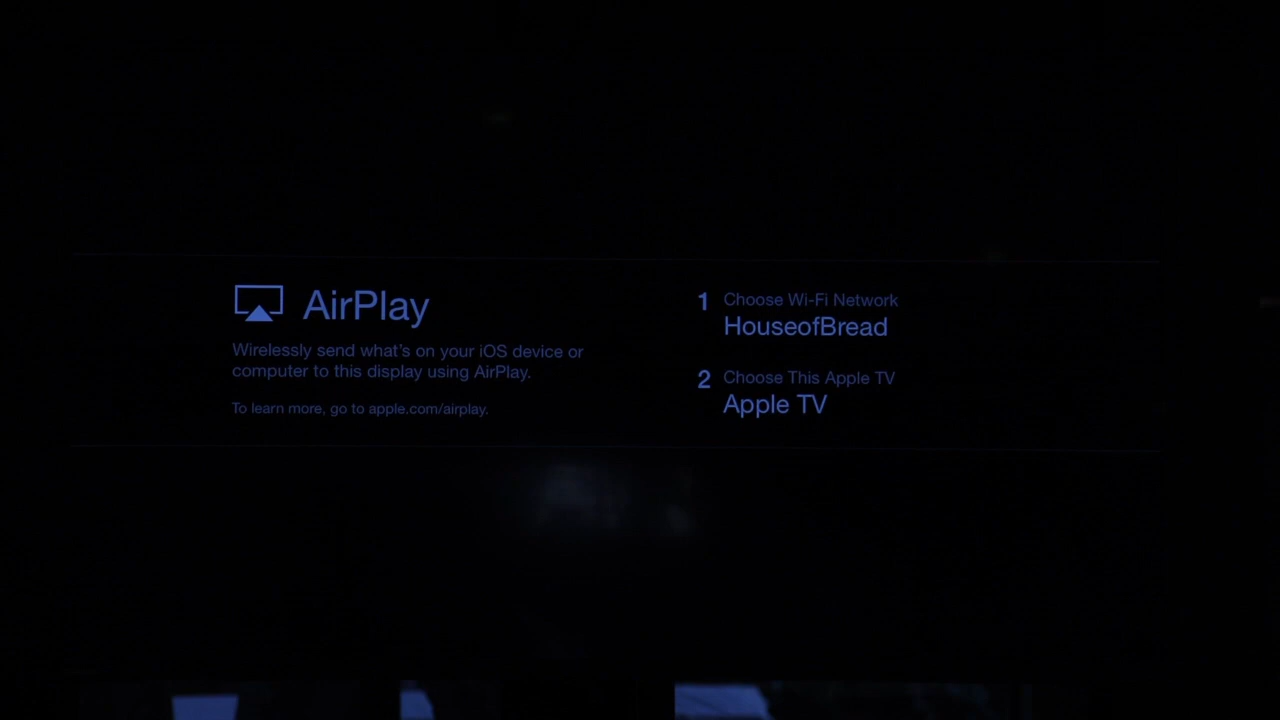 AirPlay
Wirelessly send what's on your iOS device or
computer to this display using AirPlay.
To learn more, go to apple.com/airplay.
1 Choose Wi-Fi Network
HouseofBread
2 Choose This Apple TV
Apple TV